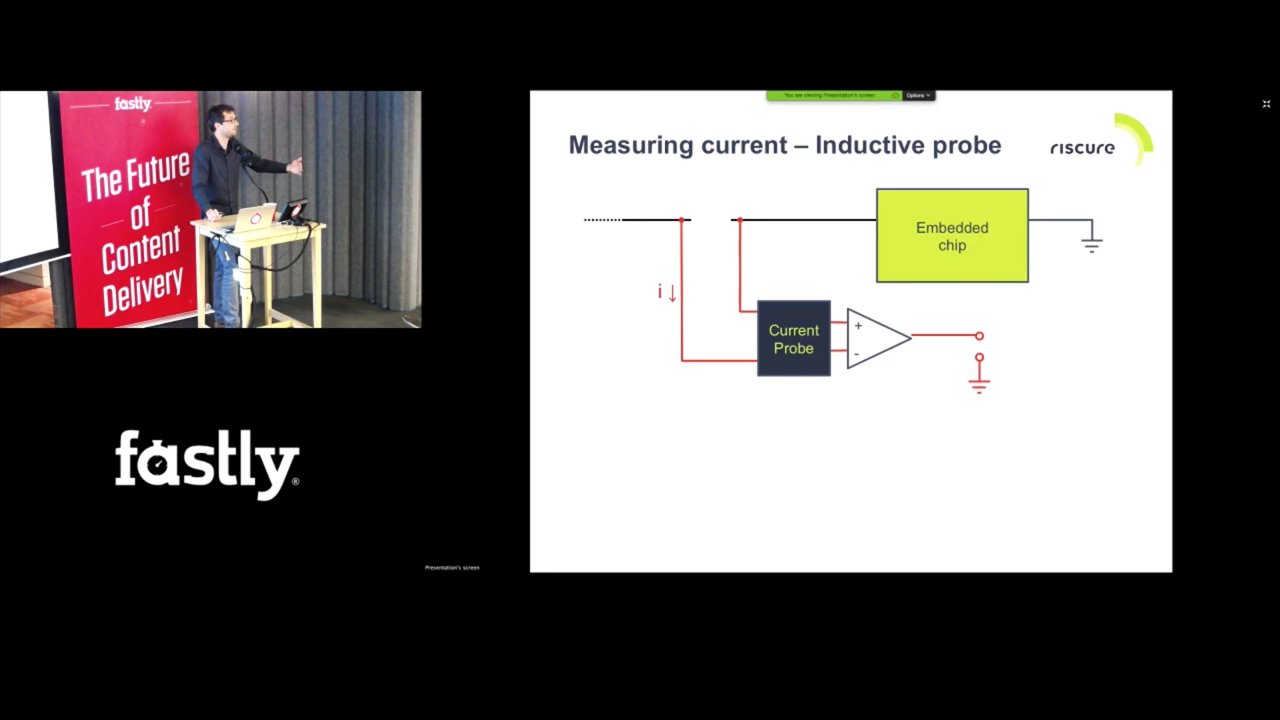 fastly.
The Future
of
Content
Delivery
fastly®
Presentation's screen
You are viewing Presentation's screen
Options
Measuring current – Inductive probe
riscure
Embedded
chip
i ↓
Current
Probe
+
-